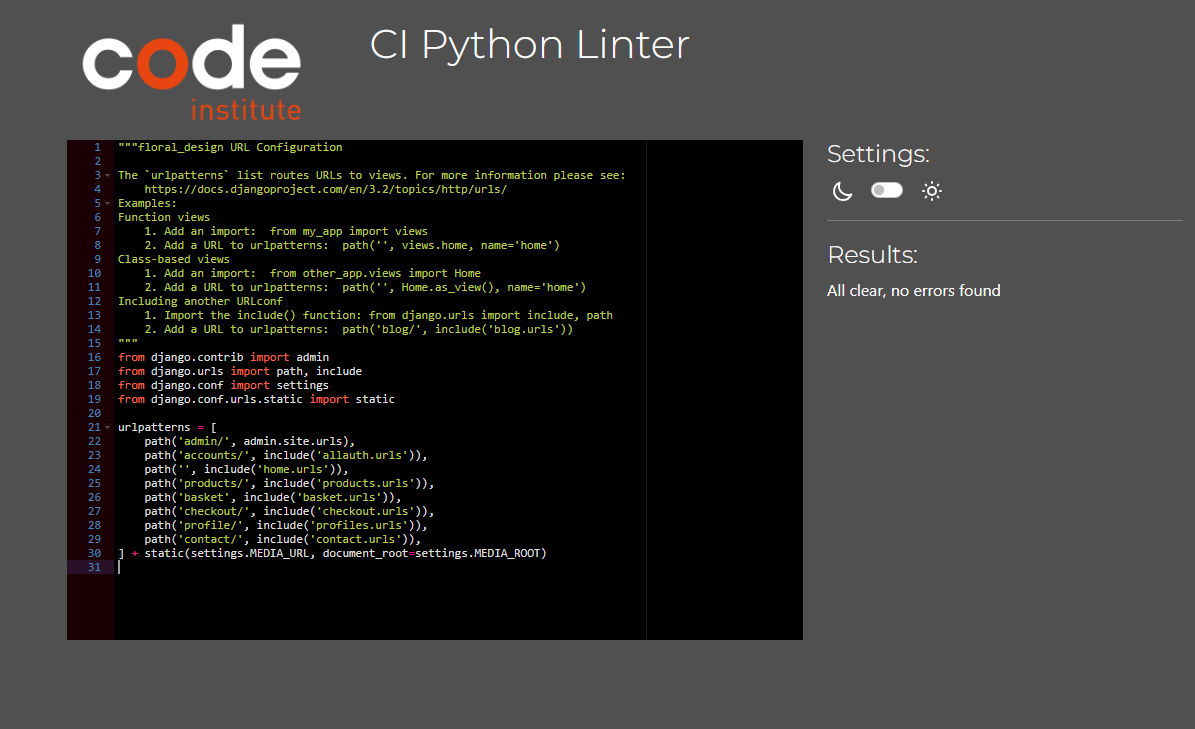 code
institute
CI Python Linter
1 """floral_design URL Configuration
2
3 The `urlpatterns` list routes URLs to views. For more information please see:
4     https://docs.djangoproject.com/en/3.2/topics/http/urls/
5 Examples:
6 Function views
7     1. Add an import:  from my_app import views
8     2. Add a URL to urlpatterns:  path('', views.home, name='home')
9 Class-based views
10     1. Add an import:  from other_app.views import Home
11     2. Add a URL to urlpatterns:  path('', Home.as_view(), name='home')
12 Including another URLconf
13     1. Import the include() function: from django.urls import include, path
14     2. Add a URL to urlpatterns:  path('blog/', include('blog.urls'))
15 """
16 from django.contrib import admin
17 from django.urls import path, include
18 from django.conf import settings
19 from django.conf.urls.static import static
20
21 urlpatterns = [
22     path('admin/', admin.site.urls),
23     path('accounts/', include('allauth.urls')),
24     path('', include('home.urls')),
25     path('products/', include('products.urls')),
26     path('basket', include('basket.urls')),
27     path('checkout/', include('checkout.urls')),
28     path('profile/', include('profiles.urls')),
29     path('contact/', include('contact.urls')),
30 ] + static(settings.MEDIA_URL, document_root=settings.MEDIA_ROOT)
31
Settings:
Results:
All clear, no errors found